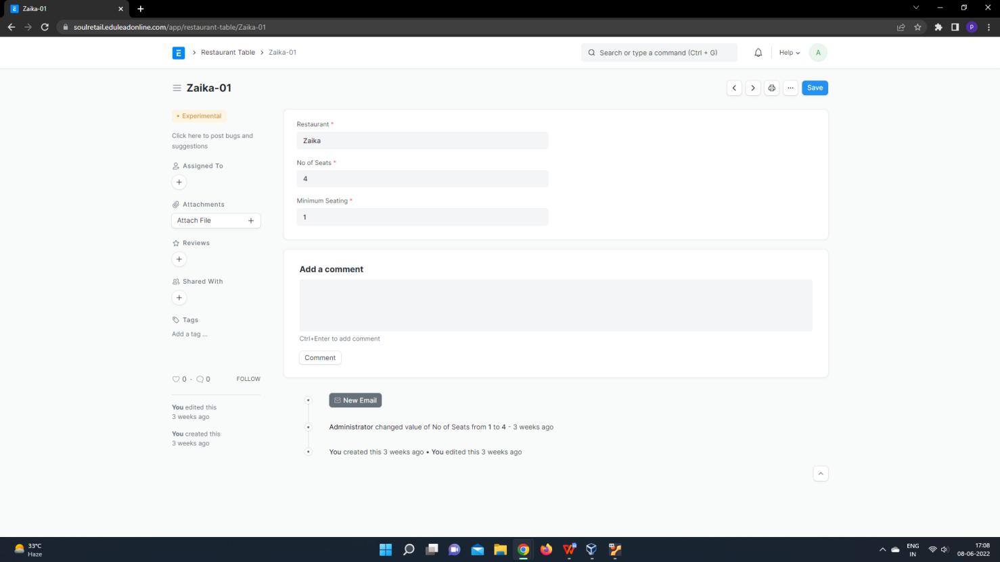 Zaika-01
soulretail.eduleadonline.com/app/restaurant-table/Zaika-01
P
E
Restaurant Table
Zaika-01
Search or type a command (Ctrl + G)
Help
A
Zaika-01
Save
Experimental
Click here to post bugs and
suggestions
Assigned To
Attachments
Attach File
Reviews
Shared With
Tags
Add a tag ...
0 · 0 FOLLOW
You edited this
3 weeks ago
You created this
3 weeks ago
Restaurant *
Zaika
No of Seats *
4
Minimum Seating *
1
Add a comment
Ctrl+Enter to add comment
Comment
New Email
Administrator changed value of No of Seats from 1 to 4 - 3 weeks ago
You created this 3 weeks ago • You edited this 3 weeks ago
33°C
Haze
ENG
IN
17:08
08-06-2022